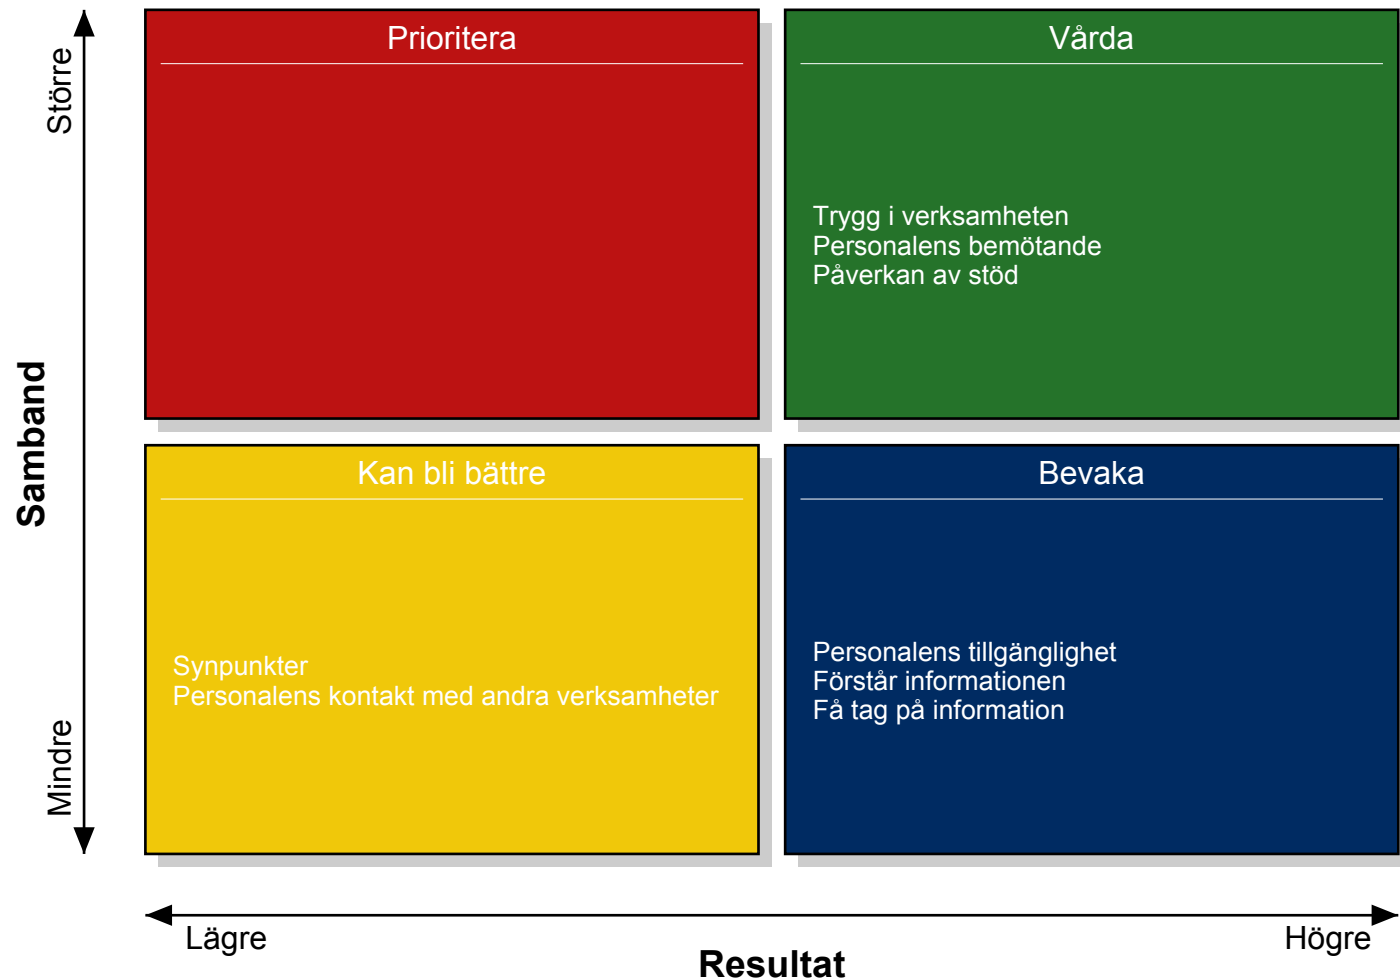 Större
Samband
Mindre
Prioritera
Vårda
Trygg i verksamheten
Personalens bemötande
Påverkan av stöd
Kan bli bättre
Synpunkter
Personalens kontakt med andra verksamheter
Bevaka
Personalens tillgänglighet
Förstår informationen
Få tag på information
Lägre
Högre
Resultat